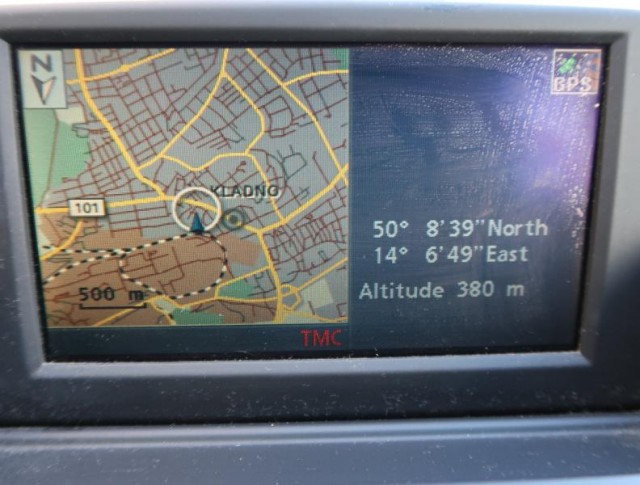 N
GPS
KLADNO
101
50° 8'39"North
14° 6'49"East
500 m
Altitude 380 m
TMC